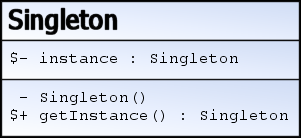 Singleton
$- instance : Singleton
- Singleton()
$+ getInstance() : Singleton